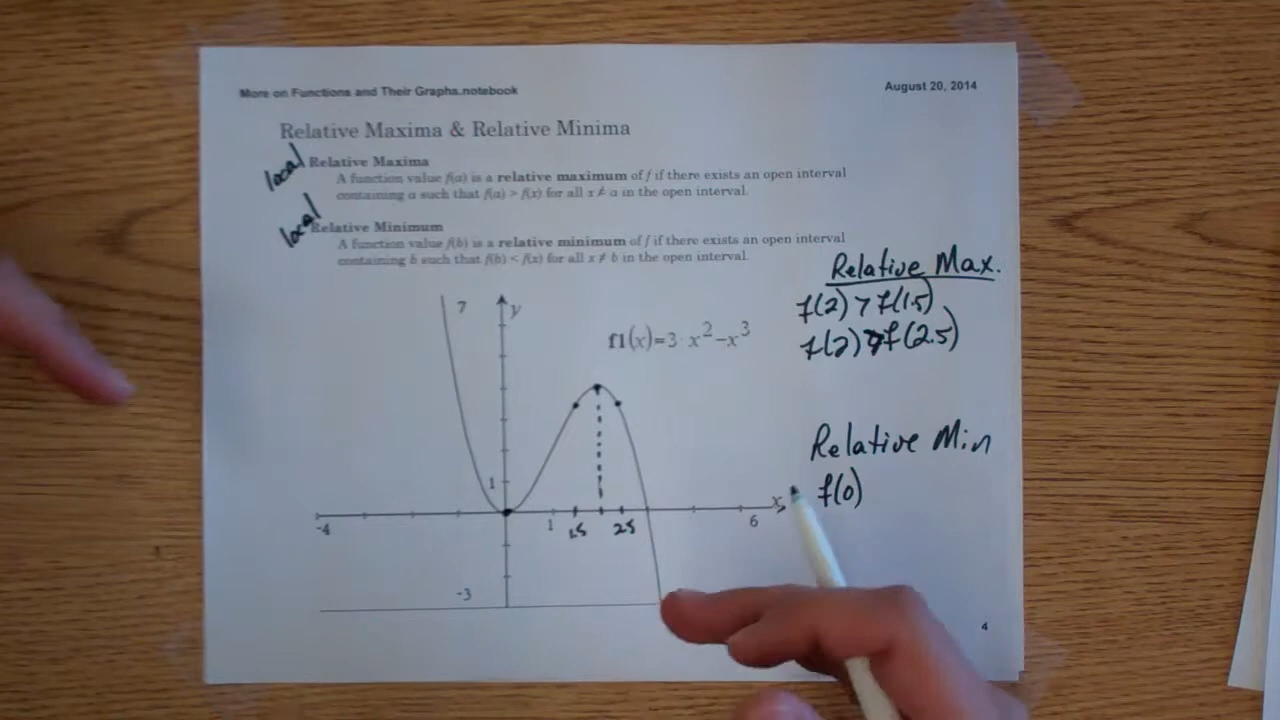 More on Functions and Their Graphs.notebook
August 20, 2014
Relative Maxima & Relative Minima
local
Relative Maxima
A function value f(a) is a relative maximum of f if there exists an open interval
containing a such that f(a) > f(x) for all x ≠ a in the open interval.
local
Relative Minimum
A function value f(b) is a relative minimum of f if there exists an open interval
containing b such that f(b) < f(x) for all x ≠ b in the open interval.
Relative Max.
f(2) > f(1.5)
f(2) > f(2.5)
7
y
f1(x)=3·x²−x³
Relative Min
f(0)
1
x
-4
1
1.5
2.5
6
-3
4